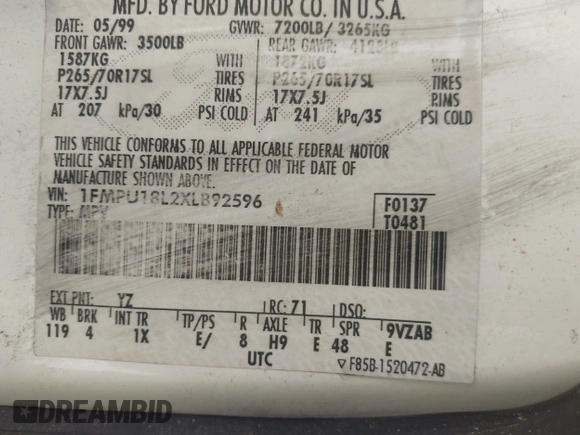 MFD. BY FORD MOTOR CO. IN U.S.A.
DATE: 05/99 GVWR: 7200LB/ 3265KG
FRONT GAWR: 3500LB REAR GAWR: 4128LB
1587KG 1872KG
P265/70R17SL TIRES P265/70R17SL TIRES
17X7.5J RIMS 17X7.5J RIMS
AT 207 kPa/30 PSI COLD AT 241 kPa/35 PSI COLD
THIS VEHICLE CONFORMS TO ALL APPLICABLE FEDERAL MOTOR
VEHICLE SAFETY STANDARDS IN EFFECT ON THE DATE OF
MANUFACTURE SHOWN ABOVE.
VIN: 1FMPU18L2XLB92596 F0137
TYPE: MPV T0481
EXT PNT: YZ RC: 71 DSO:
WB BRK INT TR TP/PS R AXLE TR SPR 9VZAB
119 4 1X E/ 8 H9 E 48 E
UTC ▽F85B-1520472-AB
DREAMBID